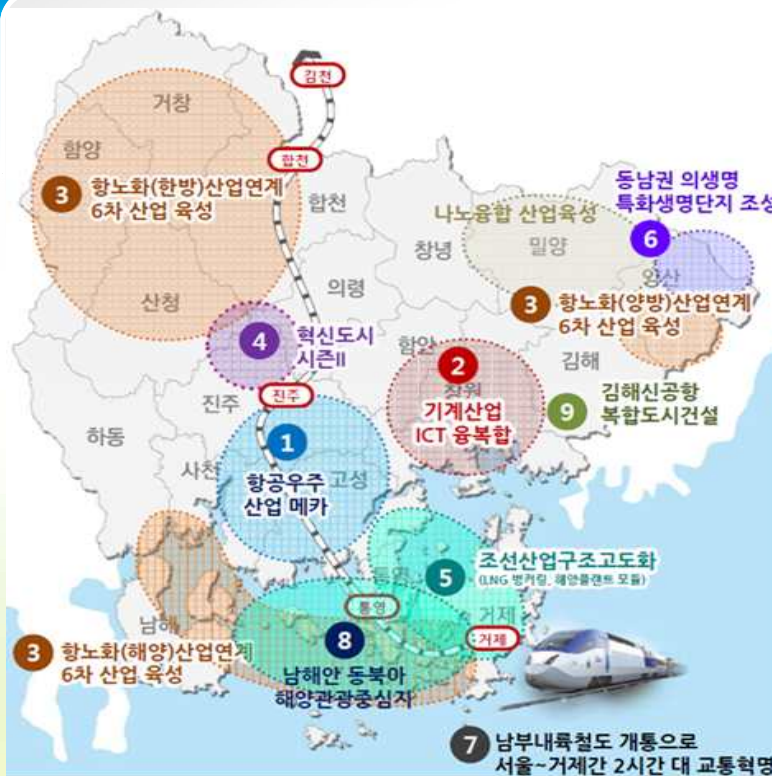 김천
거창
함양
합천
3 항노화(한방)산업연계
6차 산업 육성
합천
동남권 의생명
특화생명단지 조성
나노융합 산업육성
6
창녕
밀양
양산
의령
산청
3 항노화(양방)산업연계
6차 산업 육성
4 혁신도시
시즌II
함안
2
창원
김해
기계산업
ICT 융복합
9 김해신공항
복합도시건설
진주
진주
하동
1
사천
고성
항공우주
산업 메카
5 조선산업구조고도화
(LNG 벙커링, 해양플랜트 모듈)
통영
통영
거제
거제
남해
3 항노화(해양)산업연계
6차 산업 육성
8
남해안 동북아
해양관광중심지
7 남부내륙철도 개통으로
서울~거제간 2시간 대 교통혁명